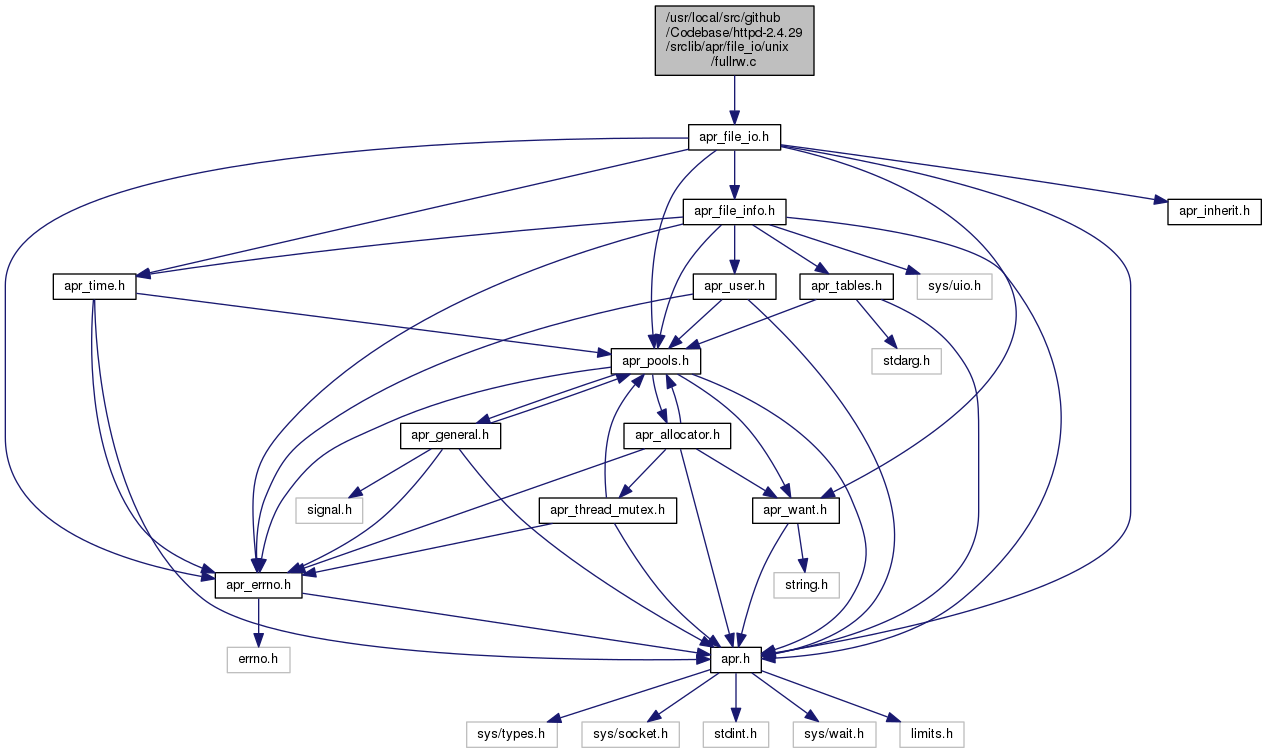 /usr/local/src/github
/Codebase/httpd-2.4.29
/srclib/apr/file_io/unix
/fullrw.c
apr_file_io.h
apr_file_info.h
apr_inherit.h
apr_time.h
apr_user.h
apr_tables.h
sys/uio.h
apr_pools.h
stdarg.h
apr_general.h
apr_allocator.h
signal.h
apr_thread_mutex.h
apr_want.h
apr_errno.h
string.h
errno.h
apr.h
sys/types.h
sys/socket.h
stdint.h
sys/wait.h
limits.h